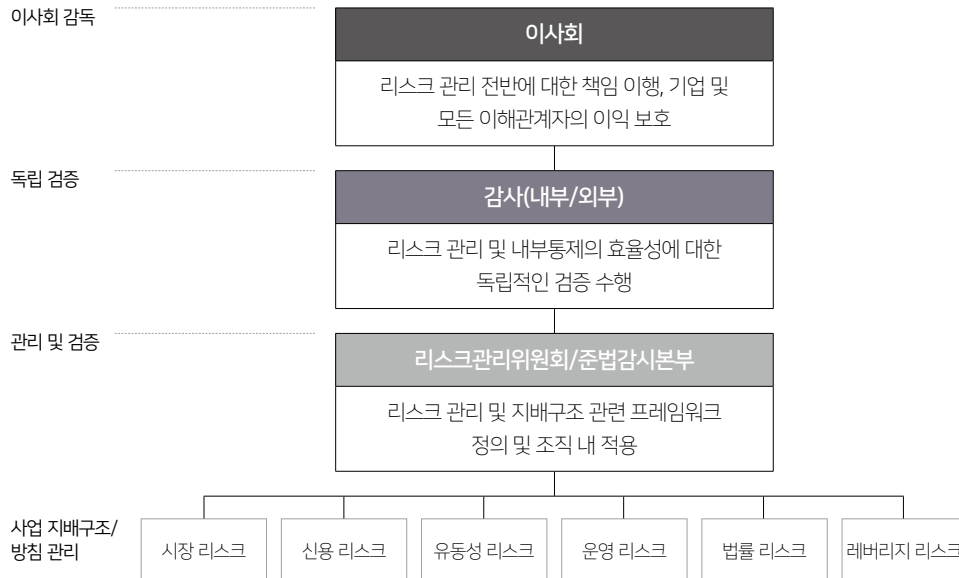 이사회 감독
이사회
리스크 관리 전반에 대한 책임 이행, 기업 및
모든 이해관계자의 이익 보호
독립 검증
감사(내부/외부)
리스크 관리 및 내부통제의 효율성에 대한
독립적인 검증 수행
관리 및 검증
리스크관리위원회/준법감시본부
리스크 관리 및 지배구조 관련 프레임워크
정의 및 조직 내 적용
사업 지배구조/
방침 관리
시장 리스크
신용 리스크
유동성 리스크
운영 리스크
법률 리스크
레버리지 리스크